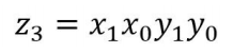 z₃ = x₁x₀y₁y₀